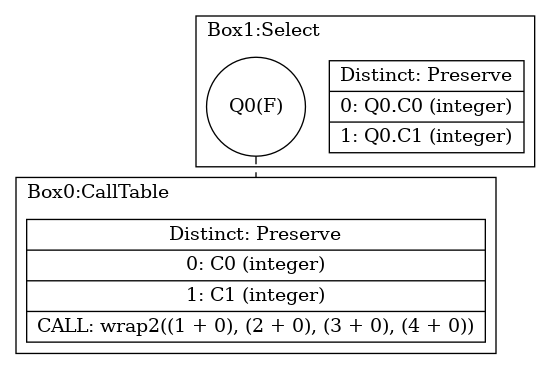 Box1:Select
Q0(F)
Distinct: Preserve
0: Q0.C0 (integer)
1: Q0.C1 (integer)
Box0:CallTable
Distinct: Preserve
0: C0 (integer)
1: C1 (integer)
CALL: wrap2((1 + 0), (2 + 0), (3 + 0), (4 + 0))